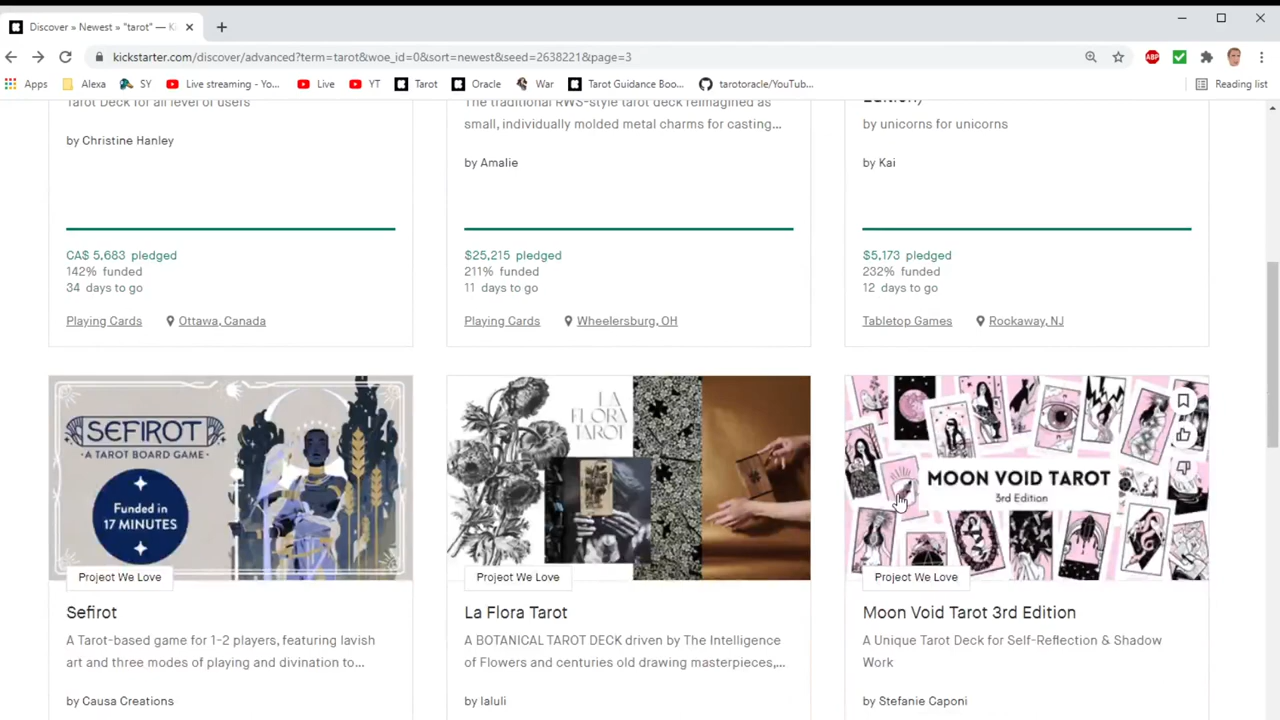 Discover » Newest » "tarot" — Ki
kickstarter.com/discover/advanced?term=tarot&woe_id=0&sort=newest&seed=2638221&page=3
Apps
Alexa
SY
Live streaming - Yo...
Live
YT
Tarot
Oracle
War
Tarot Guidance Boo...
tarotoracle/YouTub...
Reading list
ABP
Tarot Deck for all level of users
by Christine Hanley
CA$ 5,683 pledged
142% funded
34 days to go
Playing Cards
Ottawa, Canada
The traditional RWS-style tarot deck reimagined as
small, individually molded metal charms for casting...
by Amalie
$25,215 pledged
211% funded
11 days to go
Playing Cards
Wheelersburg, OH
Edition)
by unicorns for unicorns
by Kai
$5,173 pledged
232% funded
12 days to go
Tabletop Games
Rockaway, NJ
SEFIROT
· A TAROT BOARD GAME ·
Funded in
17 MINUTES
Project We Love
Sefirot
A Tarot-based game for 1-2 players, featuring lavish
art and three modes of playing and divination to...
by Causa Creations
LA
FLORA
TAROT
Project We Love
La Flora Tarot
A BOTANICAL TAROT DECK driven by The Intelligence
of Flowers and centuries old drawing masterpieces,...
by laluli
MOON VOID TAROT
3rd Edition
Project We Love
Moon Void Tarot 3rd Edition
A Unique Tarot Deck for Self-Reflection & Shadow
Work
by Stefanie Caponi